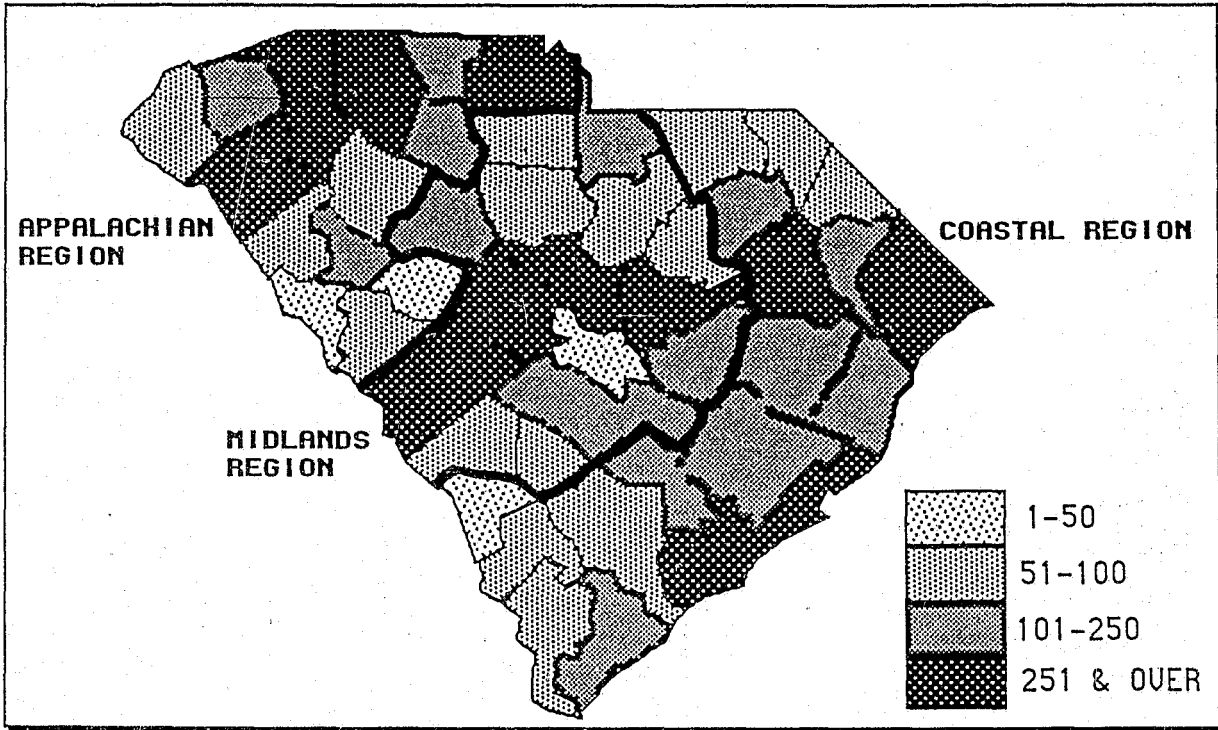 APPALACHIAN
REGION
COASTAL REGION
MIDLANDS
REGION
1-50
51-100
101-250
251 & OVER